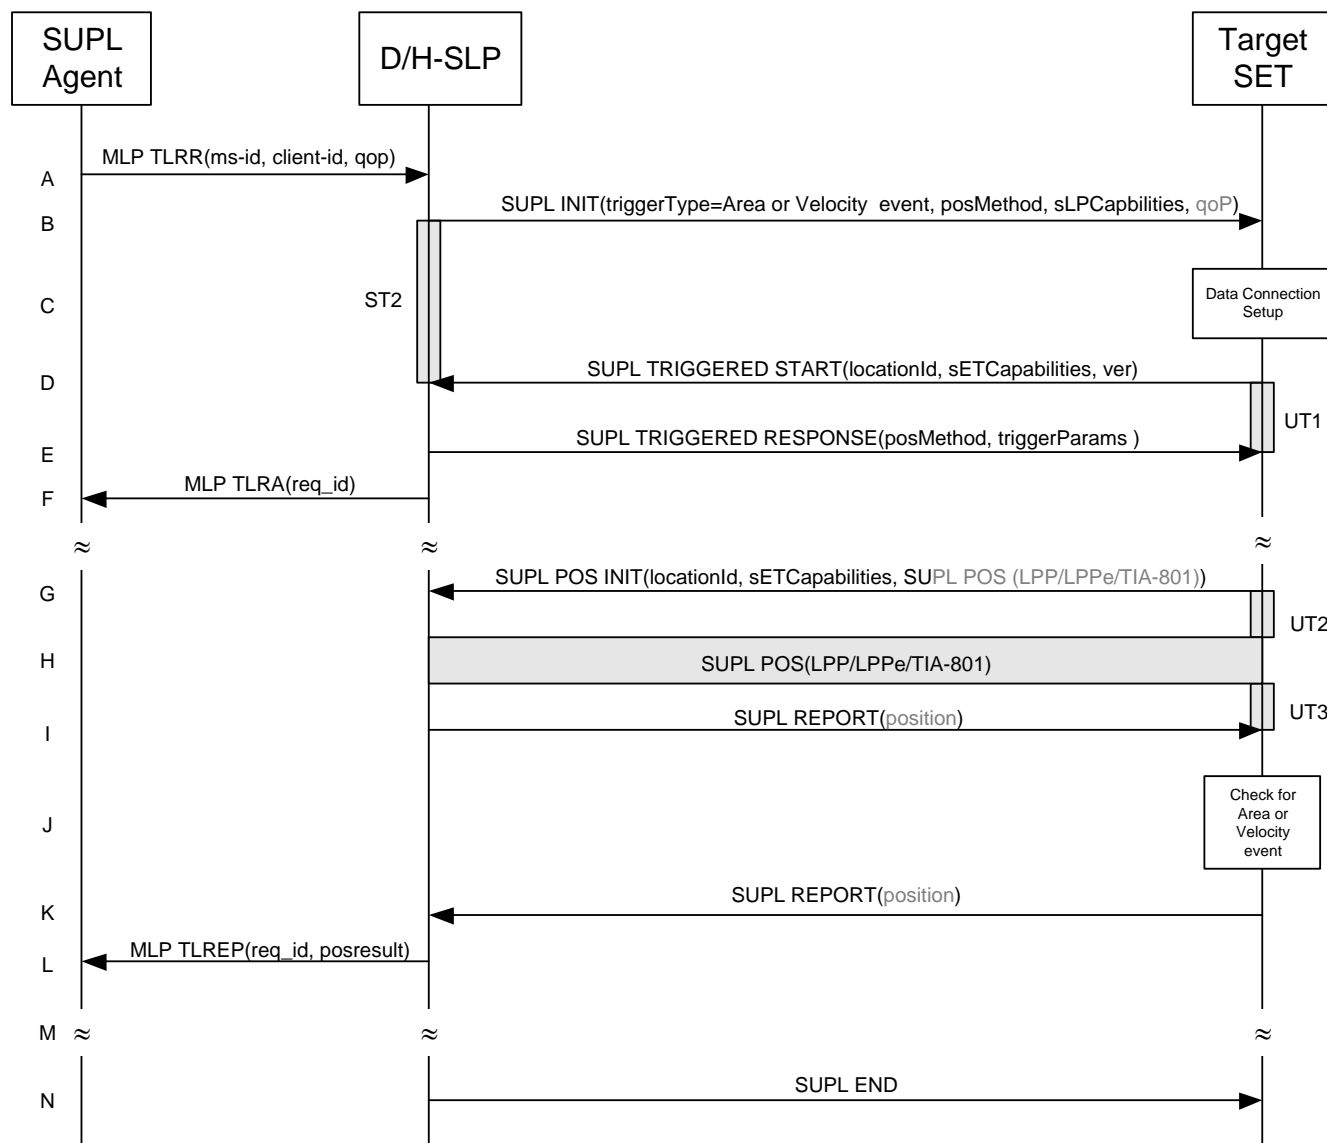 SUPL
Agent
D/H-SLP
Target
SET
A
MLP TLRR(ms-id, client-id, qop)
B
SUPL INIT(triggerType=Area or Velocity event, posMethod, sLPCapbilities, qoP)
C
ST2
Data Connection
Setup
D
SUPL TRIGGERED START(locationId, sETCapabilities, ver)
UT1
E
SUPL TRIGGERED RESPONSE(posMethod, triggerParams )
F
MLP TLRA(req_id)
≈ ≈ ≈
G
SUPL POS INIT(locationId, sETCapabilities, SUPL POS (LPP/LPPe/TIA-801))
UT2
H
SUPL POS(LPP/LPPe/TIA-801)
I
SUPL REPORT(position)
UT3
J
Check for
Area or
Velocity
event
K
SUPL REPORT(position)
L
MLP TLREP(req_id, posresult)
M ≈ ≈ ≈
N
SUPL END